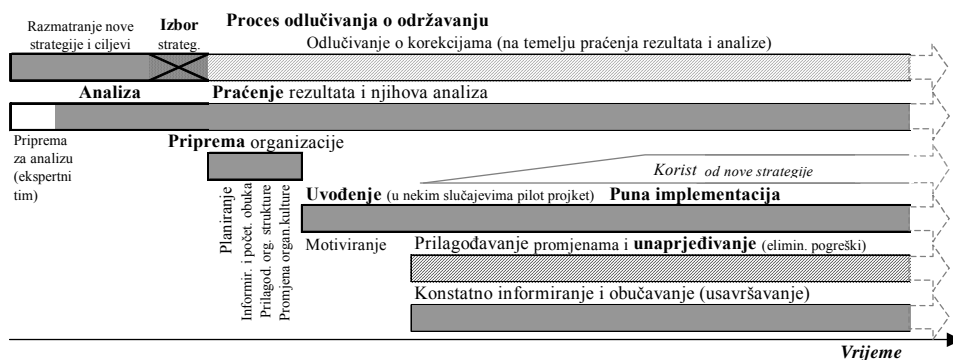 Razmatranje nove
strategije i ciljevi
Izbor
strateg.
Proces odlučivanja o održavanju
Odlučivanje o korekcijama (na temelju praćenja rezultata i analize)
Analiza
Praćenje rezultata i njihova analiza
Priprema
za analizu
(ekspertni
tim)
Priprema organizacije
Korist od nove strategije
Planiranje
Informir. i počet. obuka
Prilagod. org. strukture
Promjena organ.kulture
Uvođenje (u nekim slučajevima pilot projket)
Puna implementacija
Motiviranje
Prilagođavanje promjenama i unaprjeđivanje (elimin. pogreški)
Konstatno informiranje i obučavanje (usavršavanje)
Vrijeme